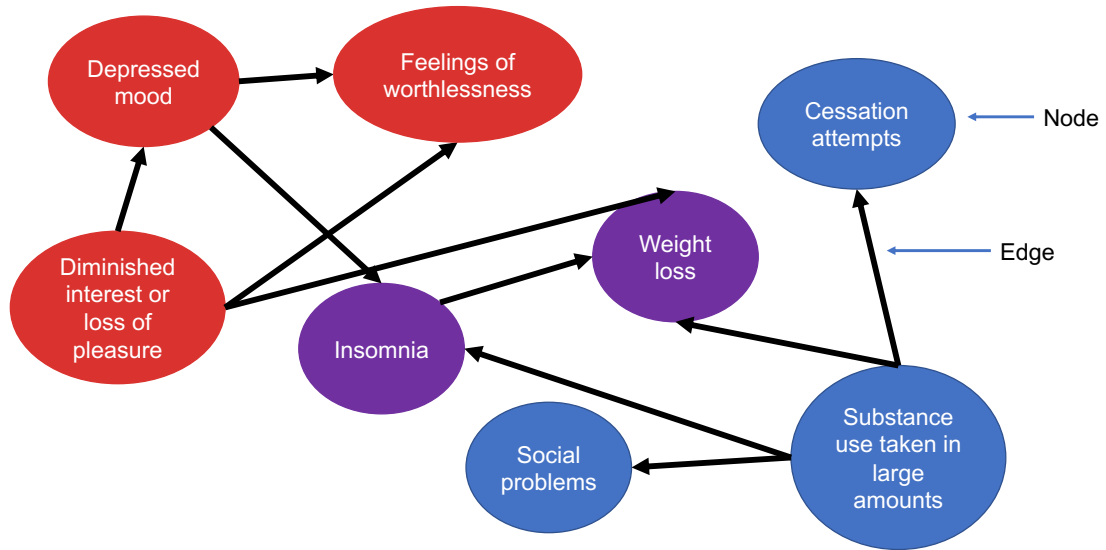 Depressed
mood
Feelings of
worthlessness
Cessation
attempts
Node
Diminished
interest or
loss of
pleasure
Weight
loss
Edge
Insomnia
Social
problems
Substance
use taken in
large
amounts